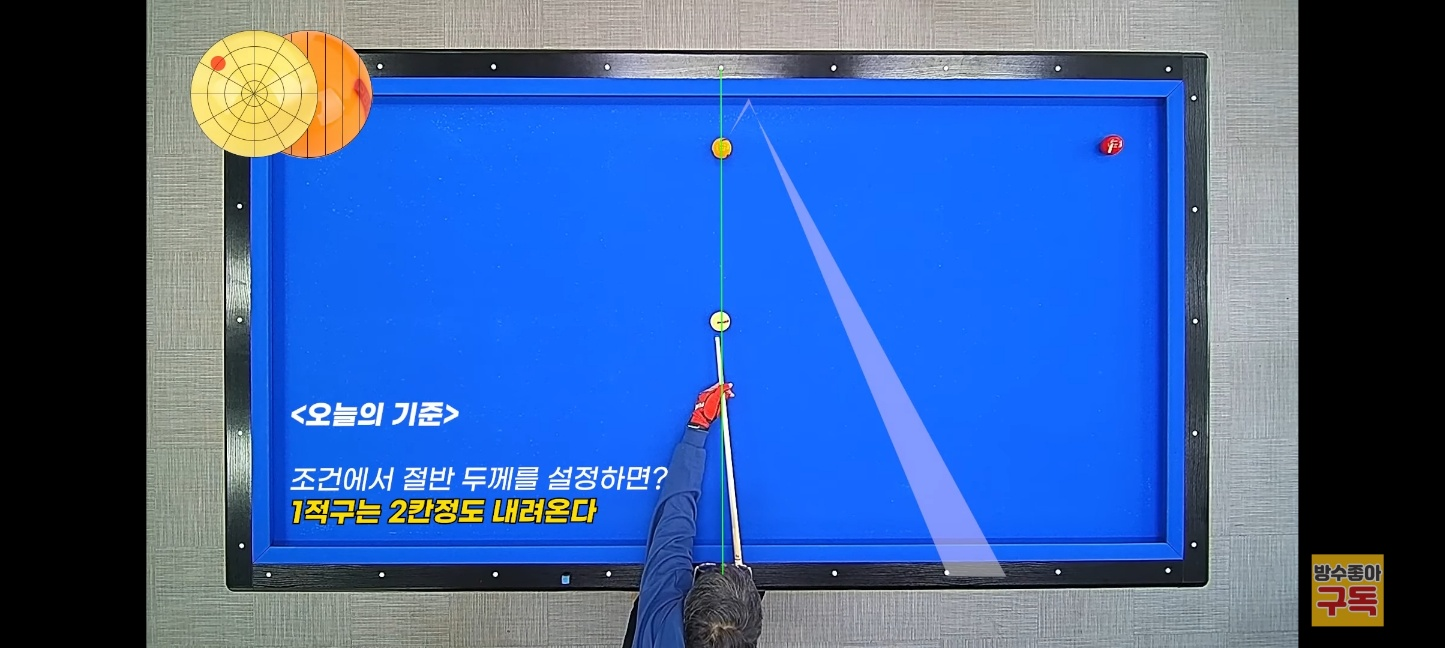 <오늘의 기준>
조건에서 절반 두께를 설정하면?
1적구는 2칸정도 내려온다
방수좋아
구독